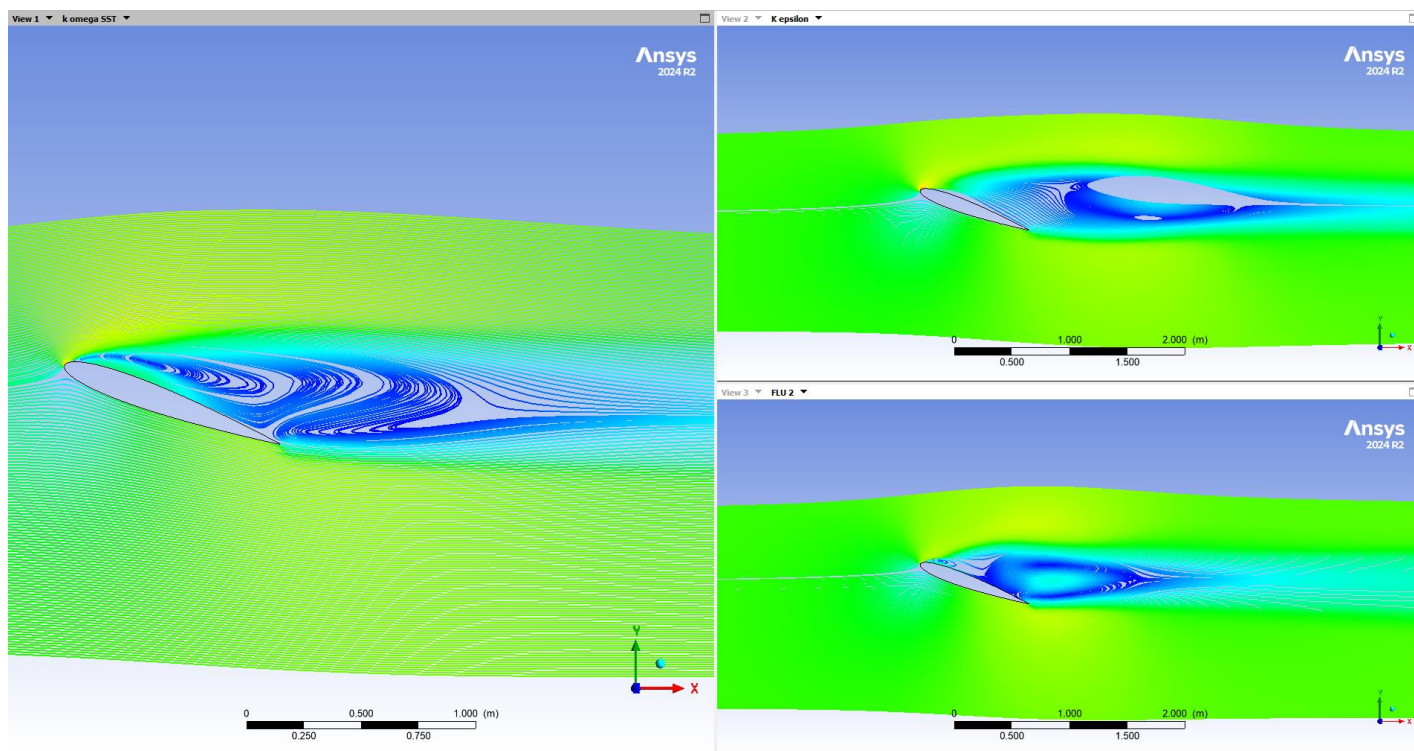 View 1 k omega SST
Ansys
2024 R2
Y
X
0 0.500 1.000 (m)
0.250 0.750
View 2 K epsilon
Ansys
2024 R2
0 1.000 2.000 (m)
0.500 1.500
Y
X
View 3 FLU 2
Ansys
2024 R2
0 1.000 2.000 (m)
0.500 1.500
Y
X